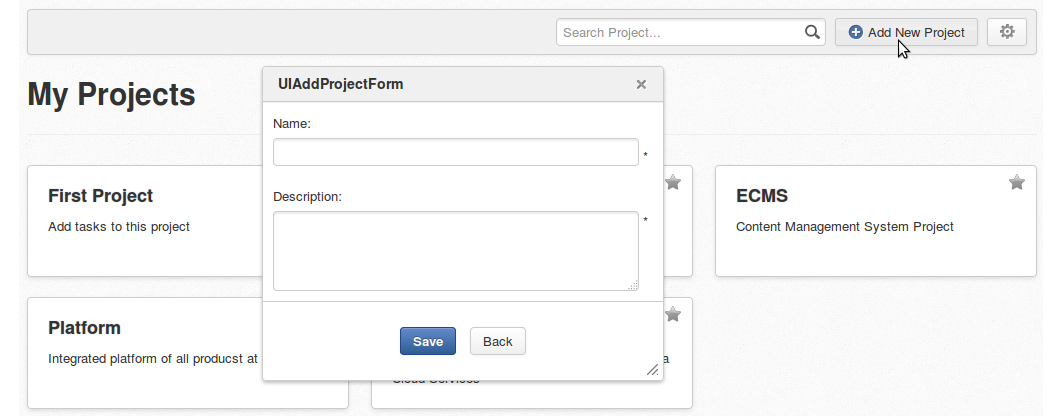 Search Project...
Add New Project
My Projects
UIAddProjectForm
Name:
*
Description:
*
Save
Back
First Project
Add tasks to this project
ECMS
Content Management System Project
Platform
Integrated platform of all producst at
a
Cloud Services